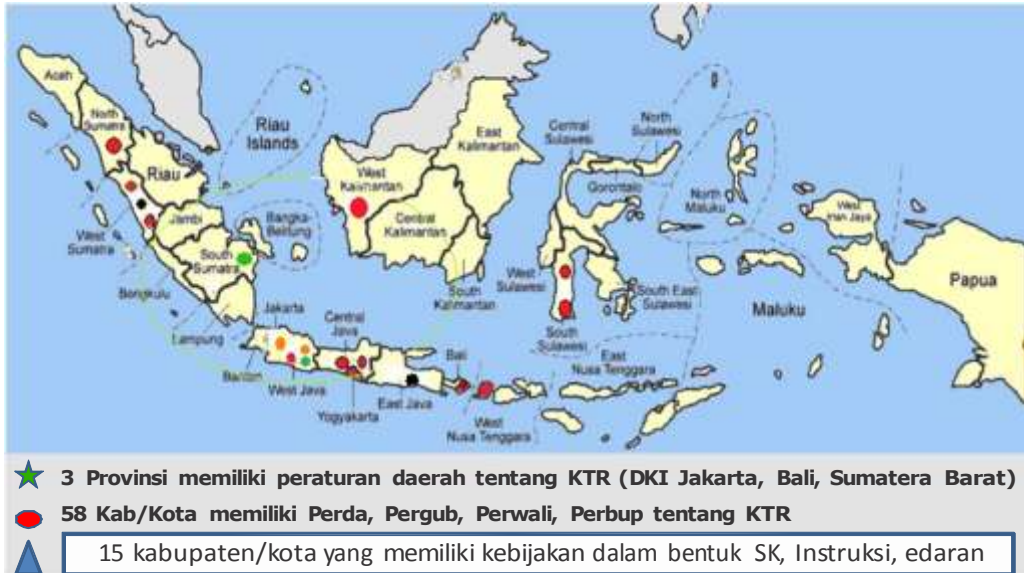 Aceh
North
Sumatra
Riau
Islands
Riau
West
Sumatra
Jambi
Bangka-
Belitung
South
Sumatra
Bengkulu
Lampung
Jakarta
Banten
West Java
Central
Java
Yogyakarta
East Java
Bali
West
Nusa Tenggara
East
Nusa Tenggara
West
Kalimantan
Central
Kalimantan
East
Kalimantan
South
Kalimantan
Central
Sulawesi
North
Sulawesi
Gorontalo
West
Sulawesi
South
Sulawesi
South East
Sulawesi
North
Maluku
Maluku
West
Irian Jaya
Papua
3 Provinsi memiliki peraturan daerah tentang KTR (DKI Jakarta, Bali, Sumatera Barat)
58 Kab/Kota memiliki Perda, Pergub, Perwali, Perbup tentang KTR
15 kabupaten/kota yang memiliki kebijakan dalam bentuk SK, Instruksi, edaran